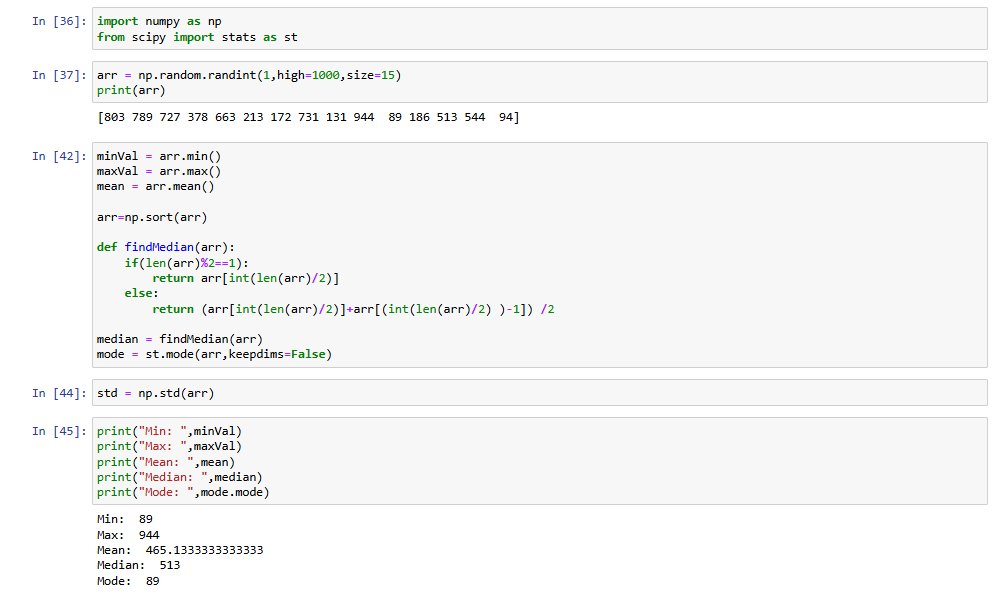 In [36]: import numpy as np
from scipy import stats as st
In [37]: arr = np.random.randint(1,high=1000,size=15)
print(arr)
[803 789 727 378 663 213 172 731 131 944  89 186 513 544  94]
In [42]: minVal = arr.min()
maxVal = arr.max()
mean = arr.mean()
arr=np.sort(arr)
def findMedian(arr):
    if(len(arr)%2==1):
        return arr[int(len(arr)/2)]
    else:
        return (arr[int(len(arr)/2)]+arr[(int(len(arr)/2) )-1]) /2
median = findMedian(arr)
mode = st.mode(arr,keepdims=False)
In [44]: std = np.std(arr)
In [45]: print("Min: ",minVal)
print("Max: ",maxVal)
print("Mean: ",mean)
print("Median: ",median)
print("Mode: ",mode.mode)
Min:  89
Max:  944
Mean:  465.1333333333333
Median:  513
Mode:  89